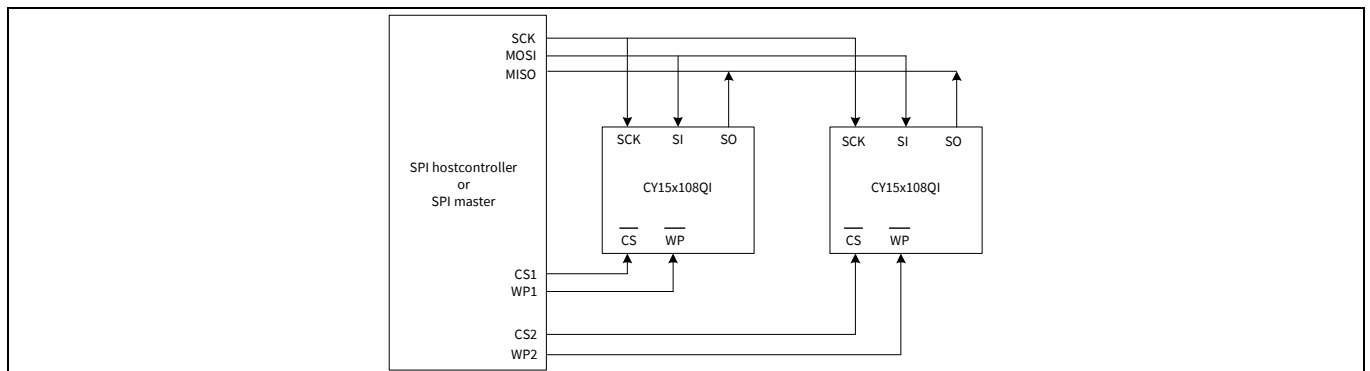 SCK
MOSI
MISO
SCK SI SO
SCK SI SO
SPI hostcontroller
or
SPI master
CY15x108QI
CY15x108QI
CS WP
CS WP
CS1
WP1
CS2
WP2